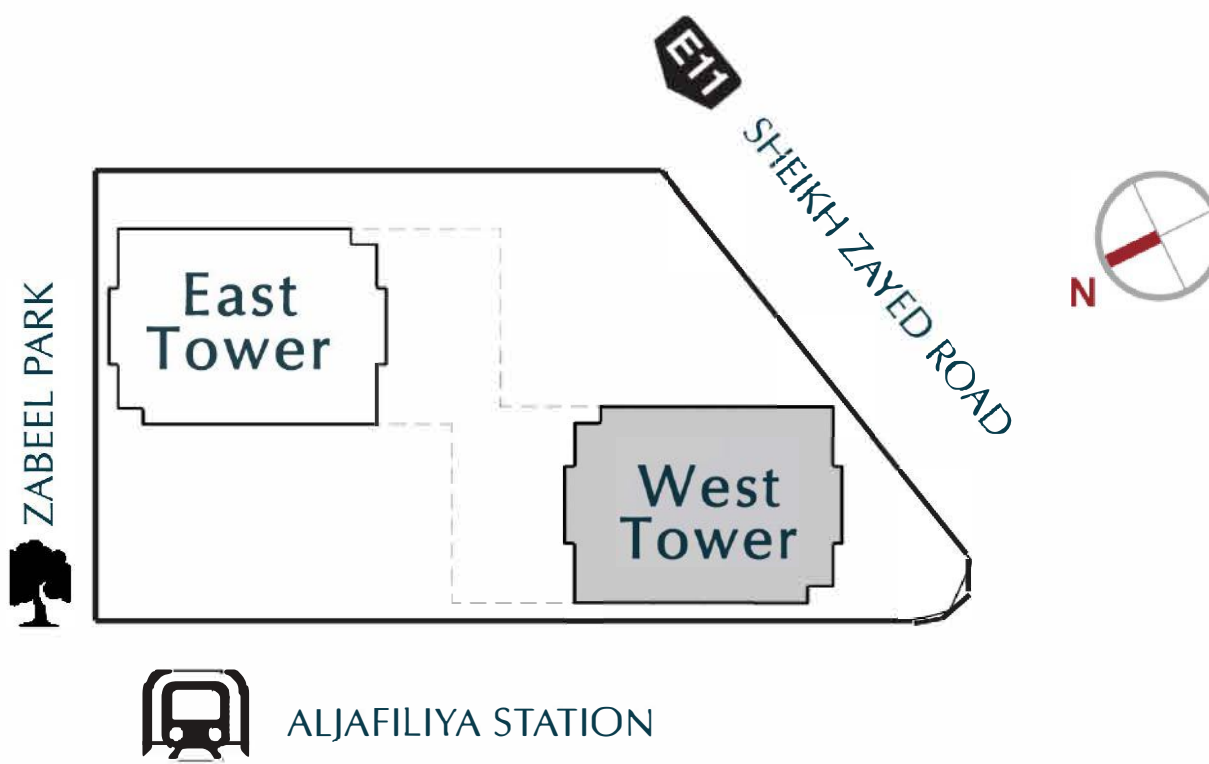 E11
SHEIKH ZAYED ROAD
East
Tower
N
ZABEEL PARK
West
Tower
ALJAFILIYA STATION